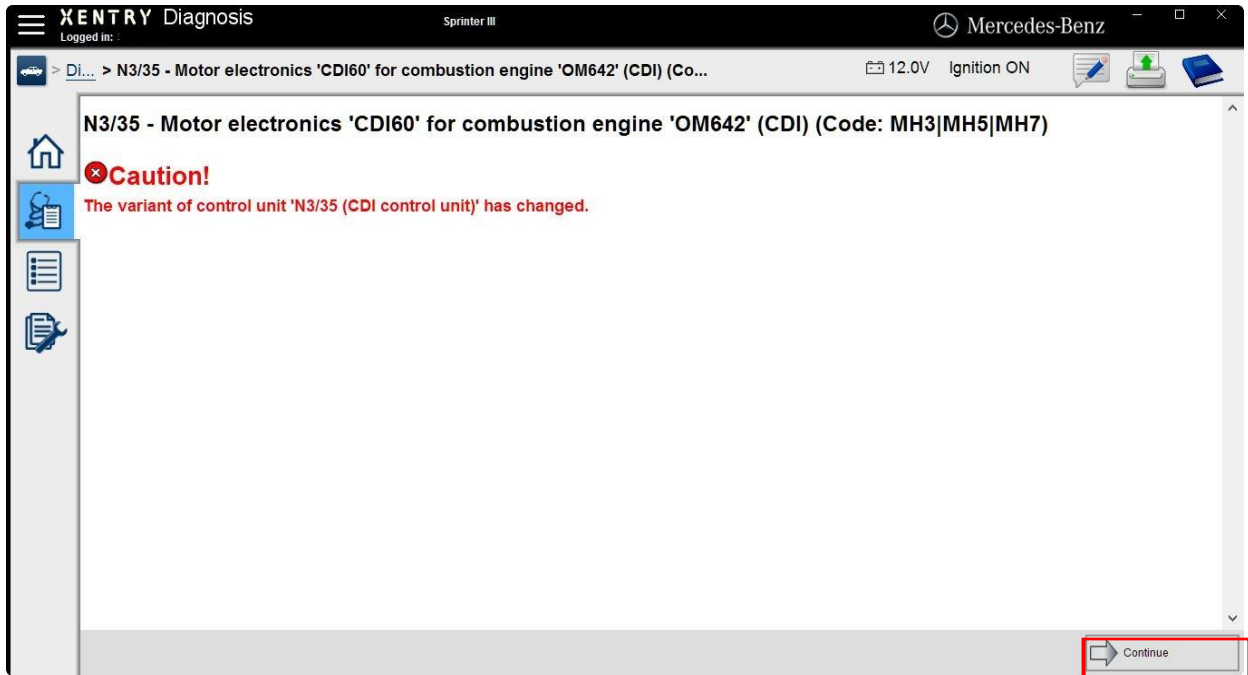 XENTRY Diagnosis
Logged in:
Sprinter III
Mercedes-Benz
> Di... > N3/35 - Motor electronics 'CDI60' for combustion engine 'OM642' (CDI) (Co...
12.0V Ignition ON
N3/35 - Motor electronics 'CDI60' for combustion engine 'OM642' (CDI) (Code: MH3|MH5|MH7)
Caution!
The variant of control unit 'N3/35 (CDI control unit)' has changed.
Continue